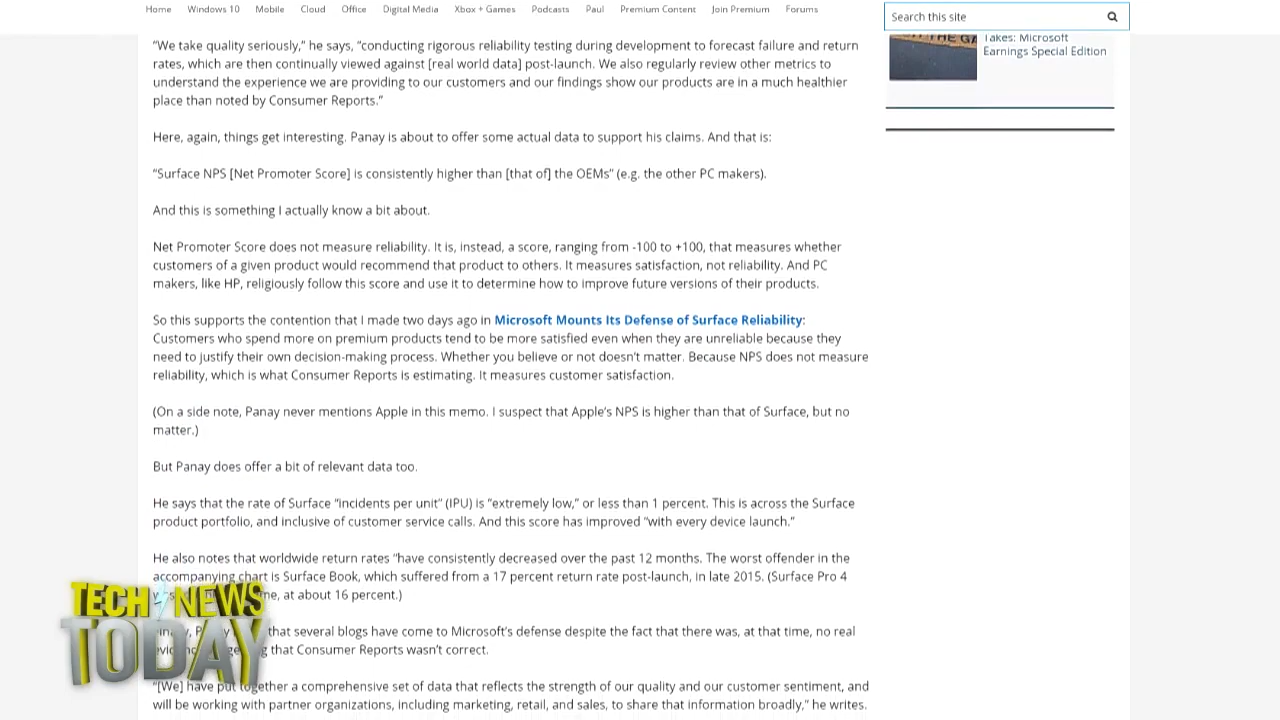 Home Windows 10 Mobile Cloud Office Digital Media Xbox + Games Podcasts Paul Premium Content Join Premium Forums
Search this site
Takes: Microsoft
Earnings Special Edition
"We take quality seriously," he says, "conducting rigorous reliability testing during development to forecast failure and return
rates, which are then continually viewed against [real world data] post-launch. We also regularly review other metrics to
understand the experience we are providing to our customers and our findings show our products are in a much healthier
place than noted by Consumer Reports."
Here, again, things get interesting. Panay is about to offer some actual data to support his claims. And that is:
"Surface NPS [Net Promoter Score] is consistently higher than [that of] the OEMs" (e.g. the other PC makers).
And this is something I actually know a bit about.
Net Promoter Score does not measure reliability. It is, instead, a score, ranging from -100 to +100, that measures whether
customers of a given product would recommend that product to others. It measures satisfaction, not reliability. And PC
makers, like HP, religiously follow this score and use it to determine how to improve future versions of their products.
So this supports the contention that I made two days ago in Microsoft Mounts Its Defense of Surface Reliability:
Customers who spend more on premium products tend to be more satisfied even when they are unreliable because they
need to justify their own decision-making process. Whether you believe or not doesn't matter. Because NPS does not measure
reliability, which is what Consumer Reports is estimating. It measures customer satisfaction.
(On a side note, Panay never mentions Apple in this memo. I suspect that Apple's NPS is higher than that of Surface, but no
matter.)
But Panay does offer a bit of relevant data too.
He says that the rate of Surface "incidents per unit" (IPU) is "extremely low," or less than 1 percent. This is across the Surface
product portfolio, and inclusive of customer service calls. And this score has improved "with every device launch."
He also notes that worldwide return rates "have consistently decreased over the past 12 months. The worst offender in the
accompanying chart is Surface Book, which suffered from a 17 percent return rate post-launch, in late 2015. (Surface Pro 4
at about 16 percent.)
that several blogs have come to Microsoft's defense despite the fact that there was, at that time, no real
that Consumer Reports wasn't correct.
"[We] have put together a comprehensive set of data that reflects the strength of our quality and our customer sentiment, and
will be working with partner organizations, including marketing, retail, and sales, to share that information broadly," he writes.
TECH NEWS
TODAY